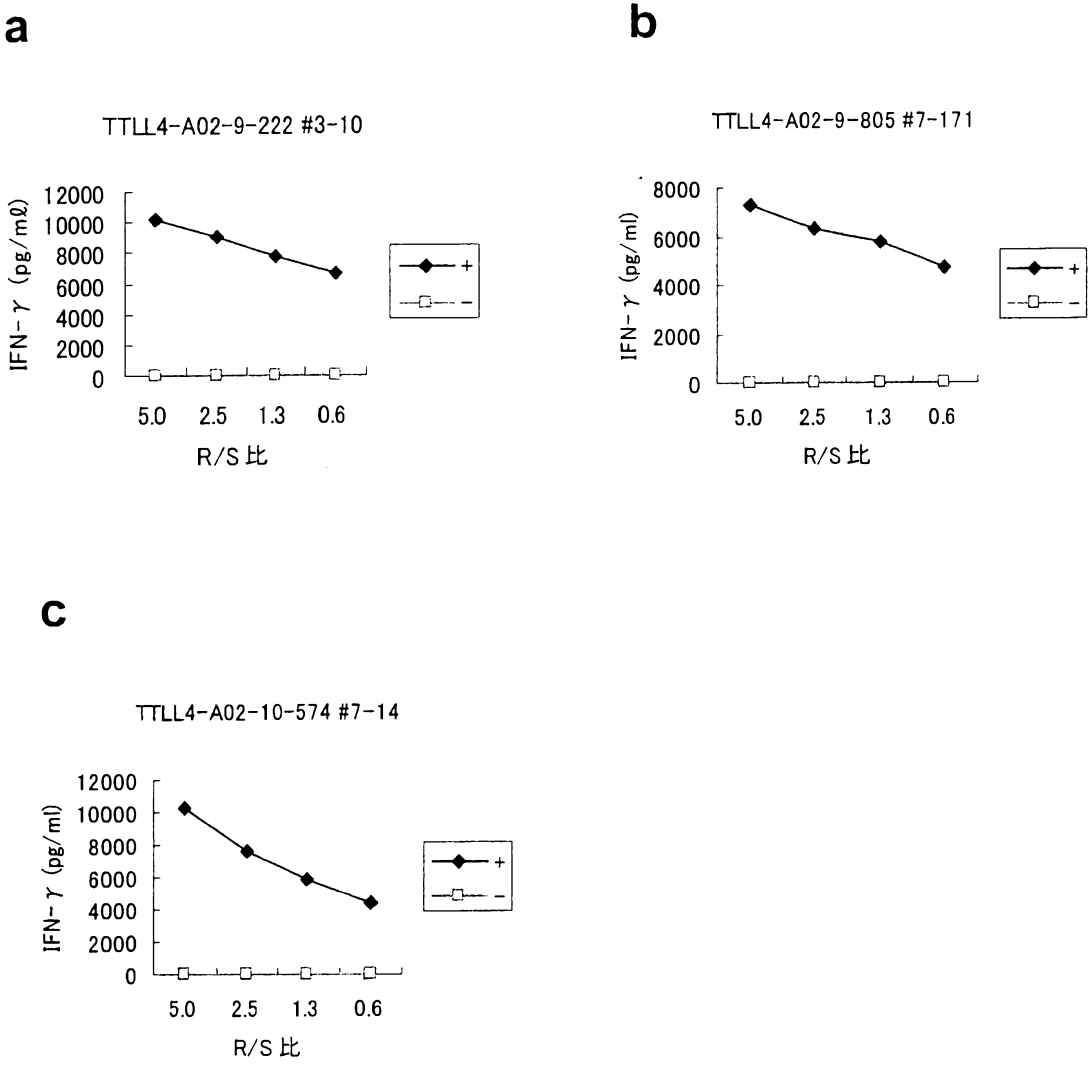 a
TTLL4-A02-9-222 #3-10
IFN-γ (pg/mℓ)
12000
10000
8000
6000
4000
2000
0
5.0 2.5 1.3 0.6
R/S 比
+
−
b
TTLL4-A02-9-805 #7-171
IFN-γ (pg/ml)
8000
6000
4000
2000
0
5.0 2.5 1.3 0.6
R/S 比
+
−
c
TTLL4-A02-10-574 #7-14
IFN-γ (pg/ml)
12000
10000
8000
6000
4000
2000
0
5.0 2.5 1.3 0.6
R/S 比
+
−